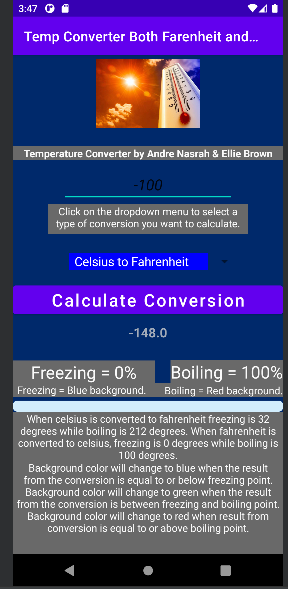 3:47
Temp Converter Both Farenheit and...
Temperature Converter by Andre Nasrah & Ellie Brown
-100
Click on the dropdown menu to select a
type of conversion you want to calculate.
Celsius to Fahrenheit
Calculate Conversion
-148.0
Freezing = 0% Boiling = 100%
Freezing = Blue background. Boiling = Red background.
When celsius is converted to fahrenheit freezing is 32
degrees while boiling is 212 degrees. When fahrenheit is
converted to celsius, freezing is 0 degrees while boiling is
100 degrees.
Background color will change to blue when the result
from the conversion is equal to or below freezing point.
Background color will change to green when the result
from the conversion is between freezing and boiling point.
Background color will change to red when result from
conversion is equal to or above boiling point.